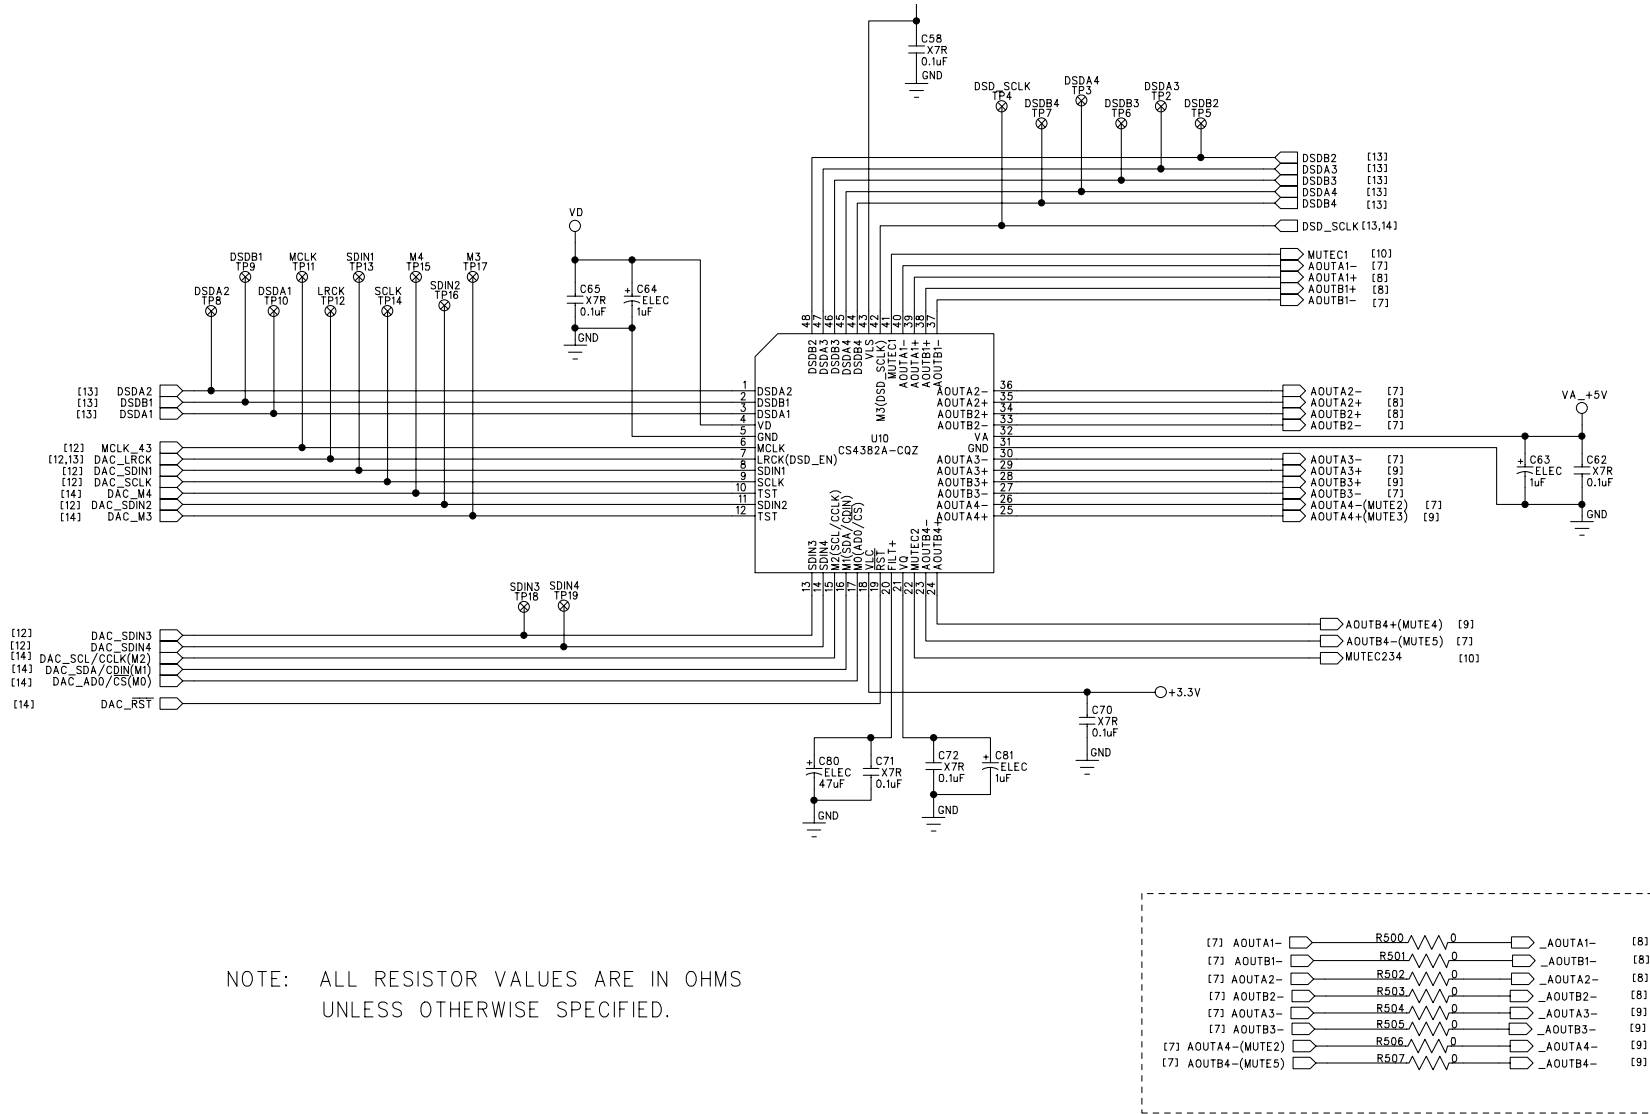 C58
X7R
0.1uF
GND
DSD_SCLK
TP4
DSDB4
TP7
DSDA4
TP3
DSDB3
TP6
DSDA3
TP2
DSDB2
TP5
DSDB2 [13]
DSDA3 [13]
DSDB3 [13]
DSDA4 [13]
DSDB4 [13]
DSD_SCLK [13,14]
MUTEC1 [10]
AOUTA1- [7]
AOUTA1+ [8]
AOUTB1+ [8]
AOUTB1- [7]
VD
C65
X7R
0.1uF
GND
C64
ELEC
1uF
+
DSDA2
TP8
DSDB1
TP9
DSDA1
TP10
MCLK
TP11
LRCK
TP12
SDIN1
TP13
SCLK
TP14
M4
TP15
SDIN2
TP16
M3
TP17
48 47 46 45 44 43 42 41 40 39 38 37
DSDB2
DSDA3
DSDB3
DSDA4
DSDB4
VLS
M3(DSD_SCLK)
MUTEC1
AOUTA1-
AOUTA1+
AOUTB1+
AOUTB1-
[13] DSDA2
[13] DSDB1
[13] DSDA1
[12] MCLK_43
[12,13] DAC_LRCK
[12] DAC_SDIN1
[12] DAC_SCLK
[14] DAC_M4
[12] DAC_SDIN2
[14] DAC_M3
1 DSDA2
2 DSDB1
3 DSDA1
4 VD
5 GND
6 MCLK
7 LRCK(DSD_EN)
8 SDIN1
9 SCLK
10 TST
11 SDIN2
12 TST
U10
CS4382A-CQZ
AOUTA2- 36
AOUTA2+ 35
AOUTB2+ 34
AOUTB2- 33
VA 32
GND 31
AOUTA3- 30
AOUTA3+ 29
AOUTB3+ 28
AOUTB3- 27
AOUTA4- 26
AOUTA4+ 25
AOUTA2- [7]
AOUTA2+ [8]
AOUTB2+ [8]
AOUTB2- [7]
AOUTA3- [7]
AOUTA3+ [9]
AOUTB3+ [9]
AOUTB3- [7]
AOUTA4-(MUTE2) [7]
AOUTA4+(MUTE3) [9]
VA_+5V
+
C63
ELEC
1uF
C62
X7R
0.1uF
GND
SDIN3
SDIN4
M2(SCL/CCLK)
M1(SDA/CDIN)
M0(AD0/CS)
VLC
RST
FILT+
VQ
MUTEC2
AOUTB4-
AOUTB4+
13 14 15 16 17 18 19 20 21 22 23 24
SDIN3
TP18
SDIN4
TP19
[12] DAC_SDIN3
[12] DAC_SDIN4
[14] DAC_SCL/CCLK(M2)
[14] DAC_SDA/CDIN(M1)
[14] DAC_AD0/CS(M0)
[14] DAC_RST
AOUTB4+(MUTE4) [9]
AOUTB4-(MUTE5) [7]
MUTEC234 [10]
+3.3V
C70
X7R
0.1uF
GND
+
C80
ELEC
47uF
C71
X7R
0.1uF
GND
C72
X7R
0.1uF
GND
+
C81
ELEC
1uF
NOTE: ALL RESISTOR VALUES ARE IN OHMS
UNLESS OTHERWISE SPECIFIED.
[7] AOUTA1- R500 0 _AOUTA1- [8]
[7] AOUTB1- R501 0 _AOUTB1- [8]
[7] AOUTA2- R502 0 _AOUTA2- [8]
[7] AOUTB2- R503 0 _AOUTB2- [8]
[7] AOUTA3- R504 0 _AOUTA3- [9]
[7] AOUTB3- R505 0 _AOUTB3- [9]
[7] AOUTA4-(MUTE2) R506 0 _AOUTA4- [9]
[7] AOUTB4-(MUTE5) R507 0 _AOUTB4- [9]